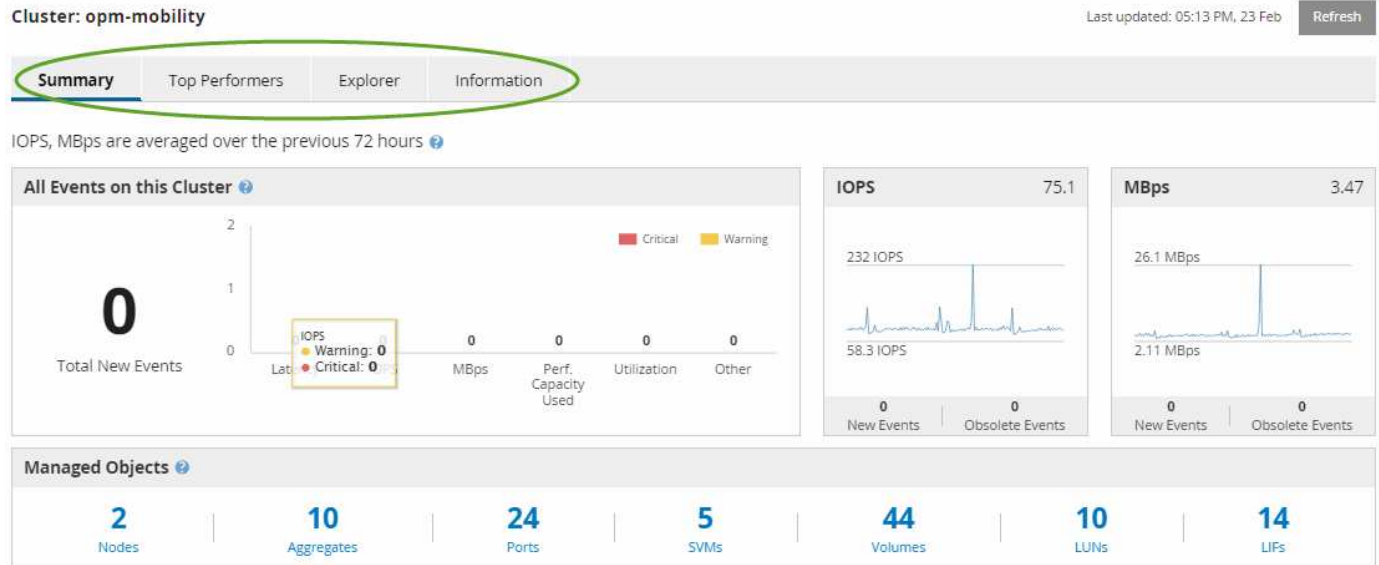 Cluster: opm-mobility
Last updated: 05:13 PM, 23 Feb
Refresh
Summary
Top Performers
Explorer
Information
IOPS, MBps are averaged over the previous 72 hours ?
All Events on this Cluster ?
0
Total New Events
2
1
0
Critical
Warning
IOPS
Warning: 0
Critical: 0
0
0
0
0
MBps
Perf.
Capacity
Used
Utilization
Other
IOPS
75.1
232 IOPS
58.3 IOPS
0
New Events
0
Obsolete Events
MBps
3.47
26.1 MBps
2.11 MBps
0
New Events
0
Obsolete Events
Managed Objects ?
2
Nodes
10
Aggregates
24
Ports
5
SVMs
44
Volumes
10
LUNs
14
LIFs